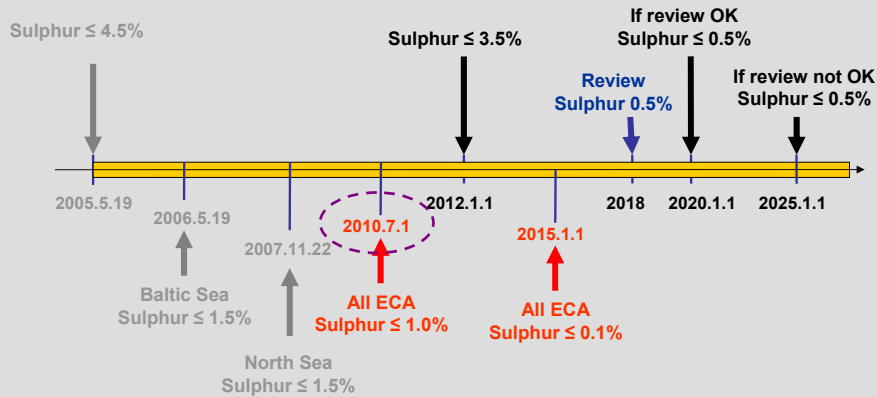 Sulphur ≤ 4.5%
Sulphur ≤ 3.5%
Review
Sulphur 0.5%
If review OK
Sulphur ≤ 0.5%
If review not OK
Sulphur ≤ 0.5%
2005.5.19
2006.5.19
2007.11.22
2010.7.1
2012.1.1
2015.1.1
2018
2020.1.1
2025.1.1
Baltic Sea
Sulphur ≤ 1.5%
North Sea
Sulphur ≤ 1.5%
All ECA
Sulphur ≤ 1.0%
All ECA
Sulphur ≤ 0.1%